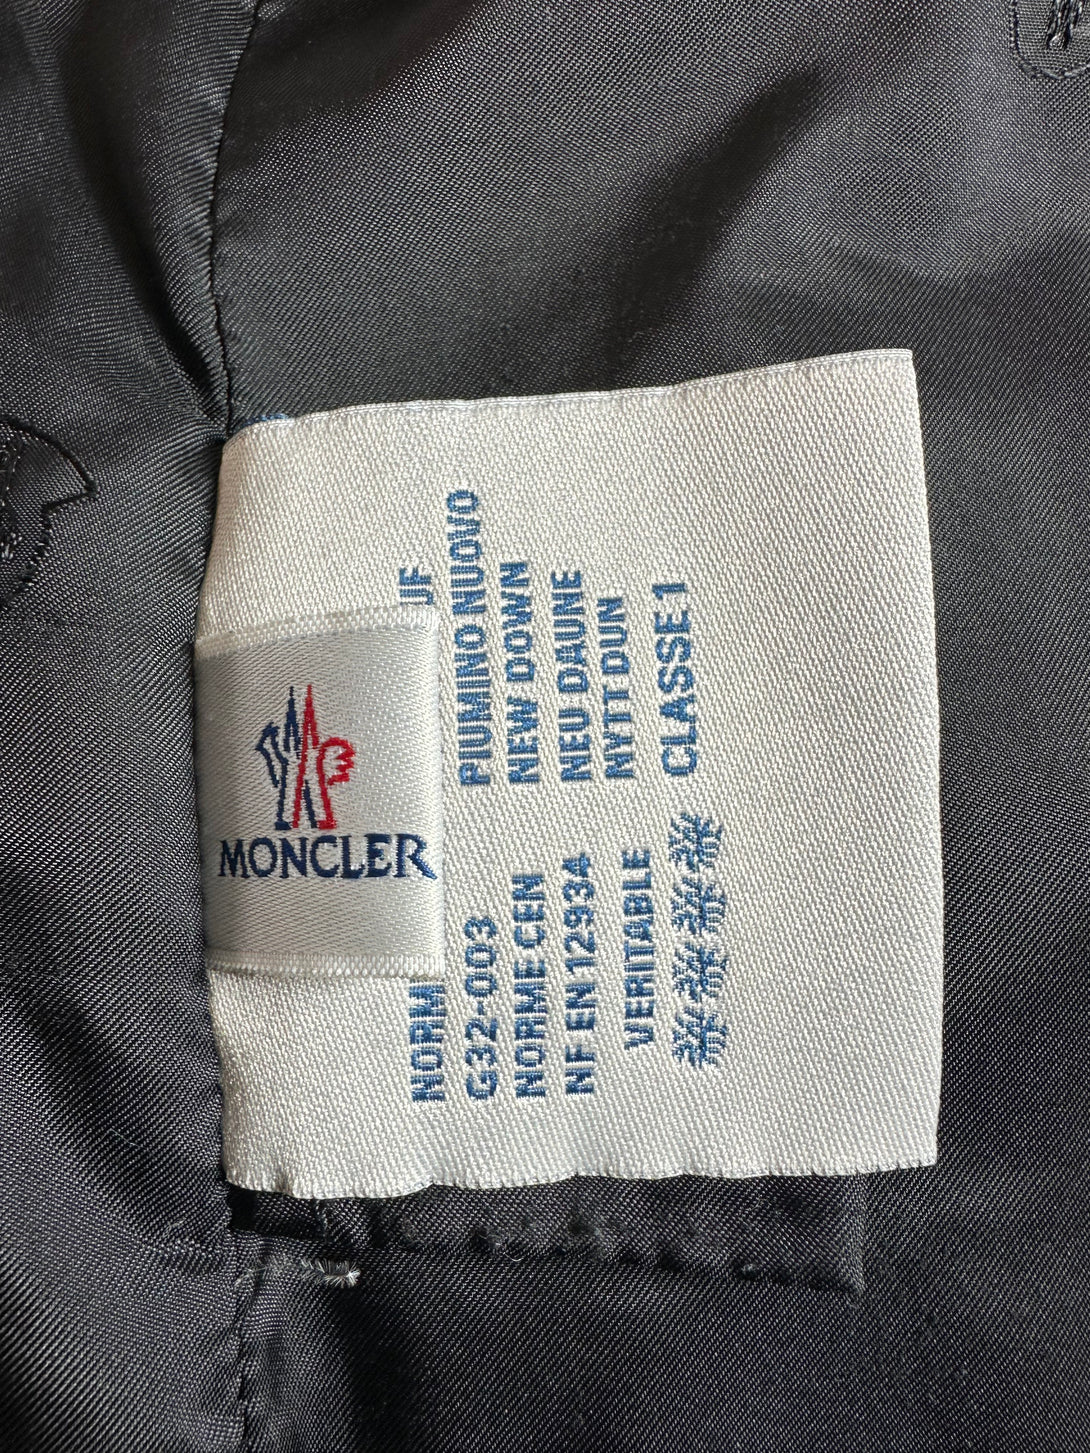 MONCLER
NORM UF
G32-003 PIUMINO NUOVO
NORME CEN NEW DOWN
NF EN 12934 NEU DAUNE
VERITABLE NYTT DUN
CLASSE 1